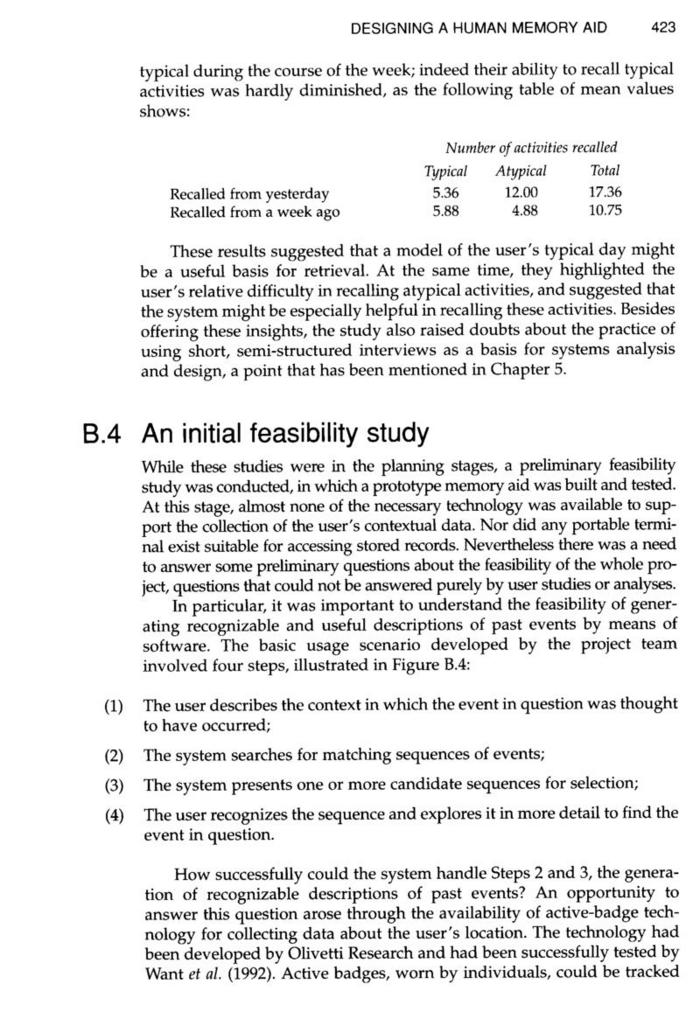 DESIGNING A HUMAN MEMORY AID 423
typical during the course of the week; indeed their ability to recall typical
activities was hardly diminished, as the following table of mean values
shows:
Number of activities recalled
Typical Atypical Total
Recalled from yesterday 5.36 12.00 17.36
Recalled from a week ago 5.88 4.88 10.75
These results suggested that a model of the user's typical day might
be a useful basis for retrieval. At the same time, they highlighted the
user's relative difficulty in recalling atypical activities, and suggested that
the system might be especially helpful in recalling these activities. Besides
offering these insights, the study also raised doubts about the practice of
using short, semi-structured interviews as a basis for systems analysis
and design, a point that has been mentioned in Chapter 5.
B.4 An initial feasibility study
While these studies were in the planning stages, a preliminary feasibility
study was conducted, in which a prototype memory aid was built and tested.
At this stage, almost none of the necessary technology was available to sup-
port the collection of the user's contextual data. Nor did any portable termi-
nal exist suitable for accessing stored records. Nevertheless there was a need
to answer some preliminary questions about the feasibility of the whole pro-
ject, questions that could not be answered purely by user studies or analyses.
In particular, it was important to understand the feasibility of gener-
ating recognizable and useful descriptions of past events by means of
software. The basic usage scenario developed by the project team
involved four steps, illustrated in Figure B.4:
(1) The user describes the context in which the event in question was thought
to have occurred;
(2) The system searches for matching sequences of events;
(3) The system presents one or more candidate sequences for selection;
(4) The user recognizes the sequence and explores it in more detail to find the
event in question.
How successfully could the system handle Steps 2 and 3, the genera-
tion of recognizable descriptions of past events? An opportunity to
answer this question arose through the availability of active-badge tech-
nology for collecting data about the user's location. The technology had
been developed by Olivetti Research and had been successfully tested by
Want et al. (1992). Active badges, worn by individuals, could be tracked